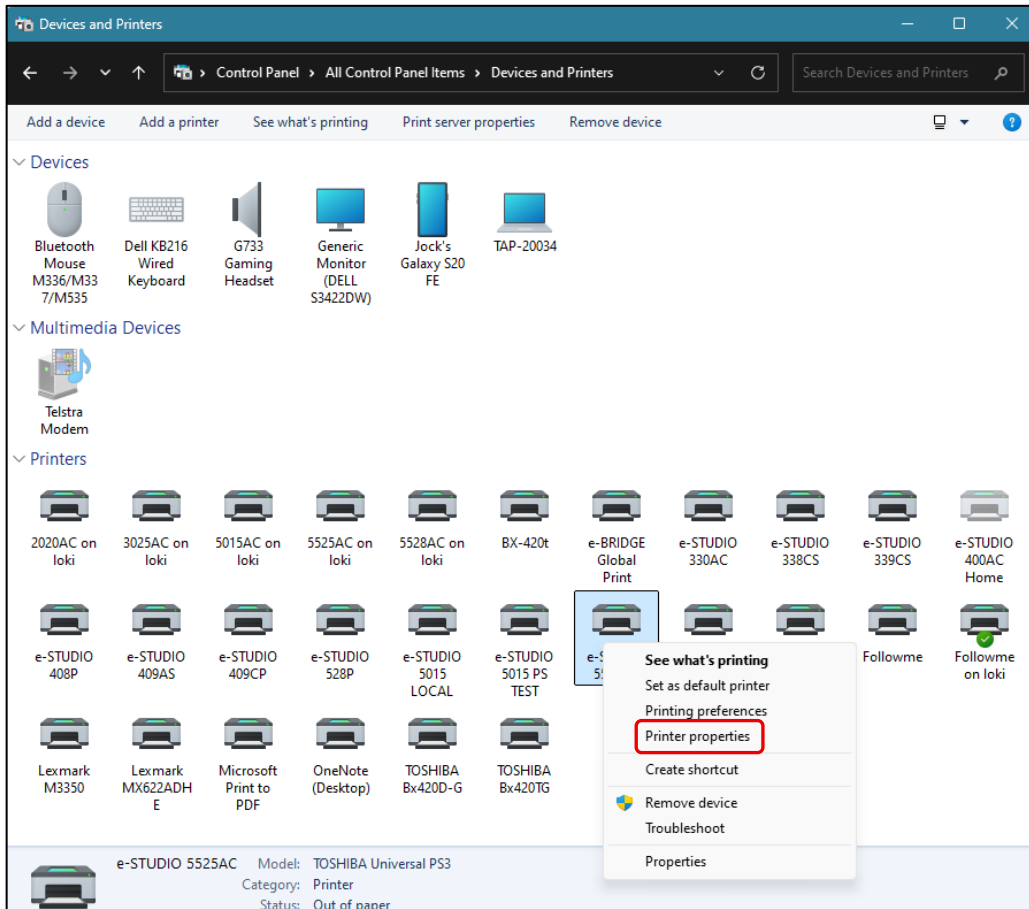 Devices and Printers
Control Panel > All Control Panel Items > Devices and Printers
Search Devices and Printers
Add a device
Add a printer
See what's printing
Print server properties
Remove device
Devices
Bluetooth
Mouse
M336/M33
7/M535
Dell KB216
Wired
Keyboard
G733
Gaming
Headset
Generic
Monitor
(DELL
S3422DW)
Jock's
Galaxy S20
FE
TAP-20034
Multimedia Devices
Telstra
Modem
Printers
2020AC on
loki
3025AC on
loki
5015AC on
loki
5525AC on
loki
5528AC on
loki
BX-420t
e-BRIDGE
Global
Print
e-STUDIO
330AC
e-STUDIO
338CS
e-STUDIO
339CS
e-STUDIO
400AC
Home
e-STUDIO
408P
e-STUDIO
409AS
e-STUDIO
409CP
e-STUDIO
528P
e-STUDIO
5015
LOCAL
e-STUDIO
5015 PS
TEST
Followme
Followme
on loki
See what's printing
Set as default printer
Printing preferences
Printer properties
Create shortcut
Remove device
Troubleshoot
Properties
Lexmark
M3350
Lexmark
MX622ADH
E
Microsoft
Print to
PDF
OneNote
(Desktop)
TOSHIBA
Bx420D-G
TOSHIBA
Bx420TG
e-STUDIO 5525AC Model: TOSHIBA Universal PS3
Category: Printer
Status: Out of paper